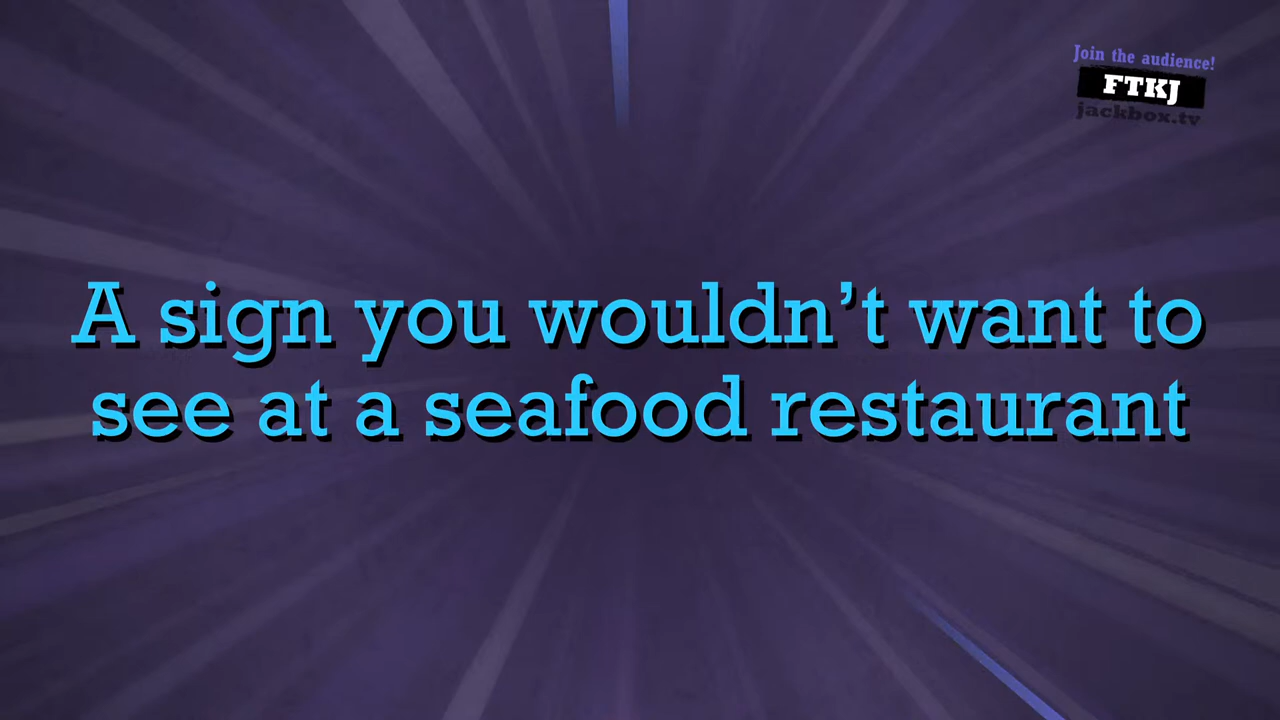 Join the audience!
FTKJ
jackbox.tv
A sign you wouldn’t want to
see at a seafood restaurant